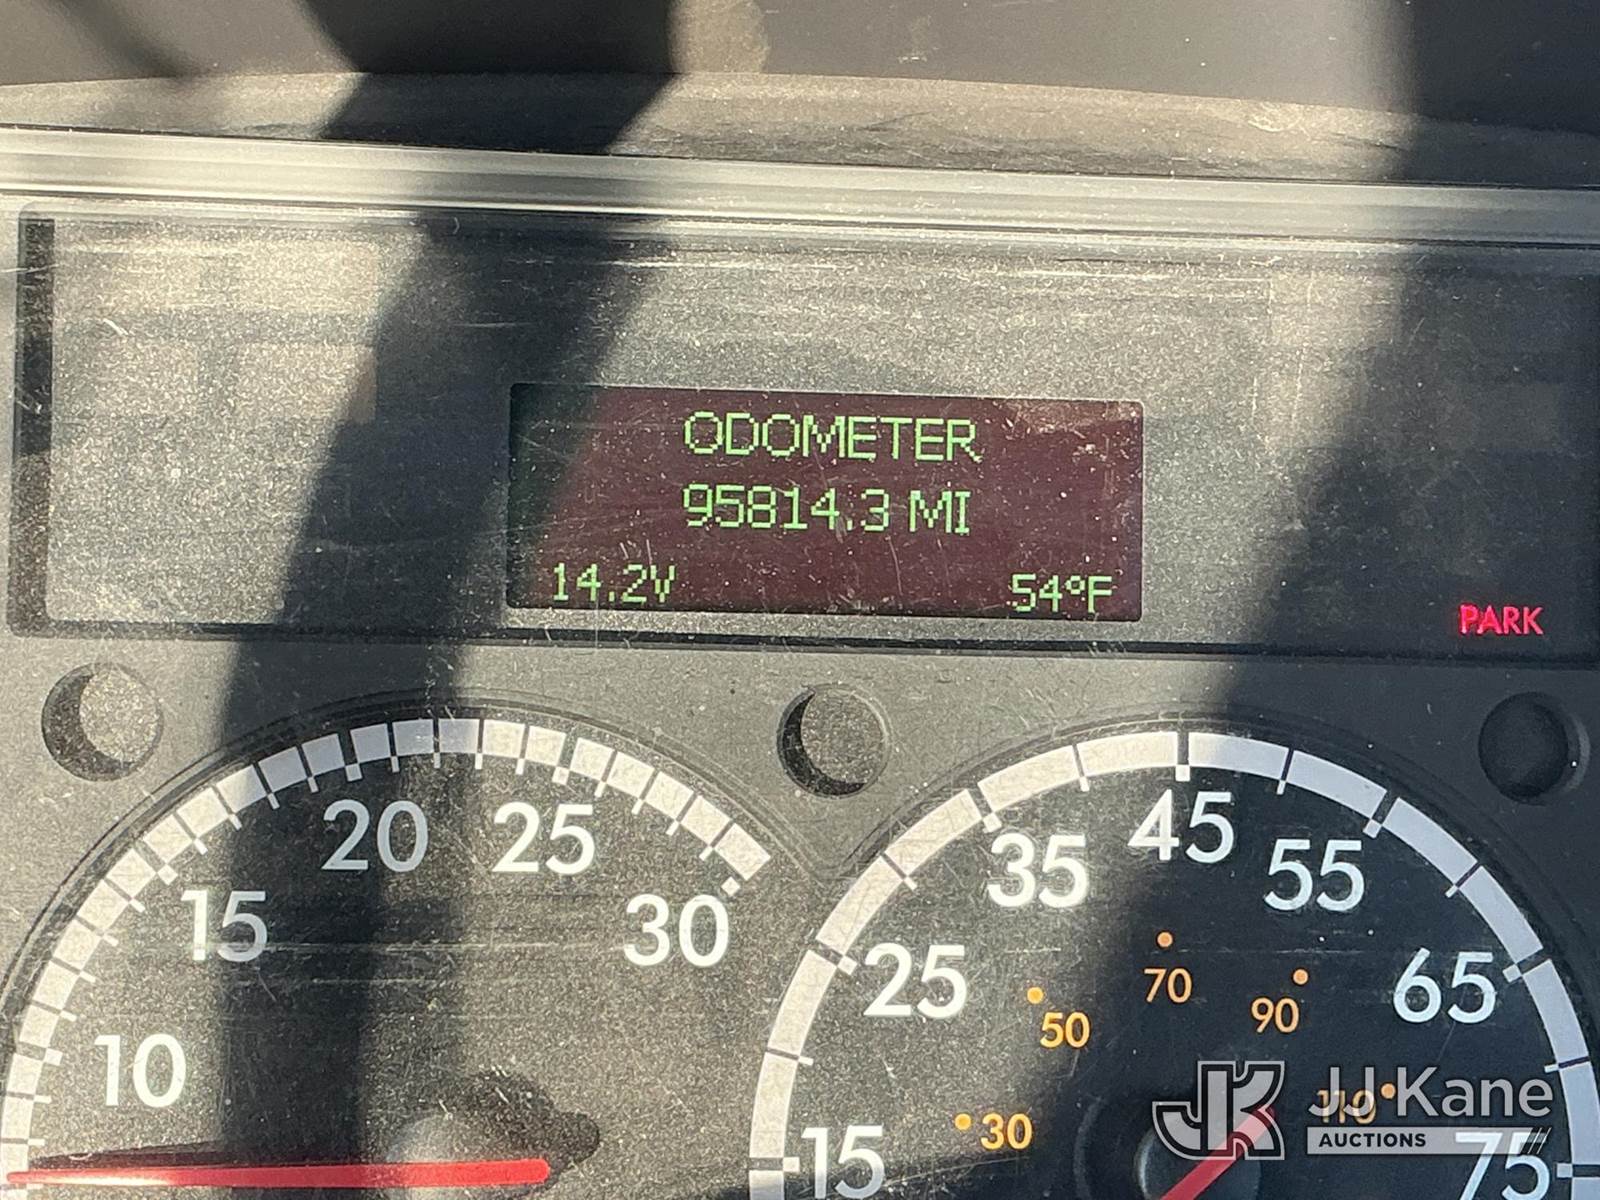 ODOMETER
95814.3 MI
14.2V 54°F
PARK
10 15 20 25 30
15 25 35 45 55 65 75
30 50 70 90 110
JK JJ Kane
AUCTIONS